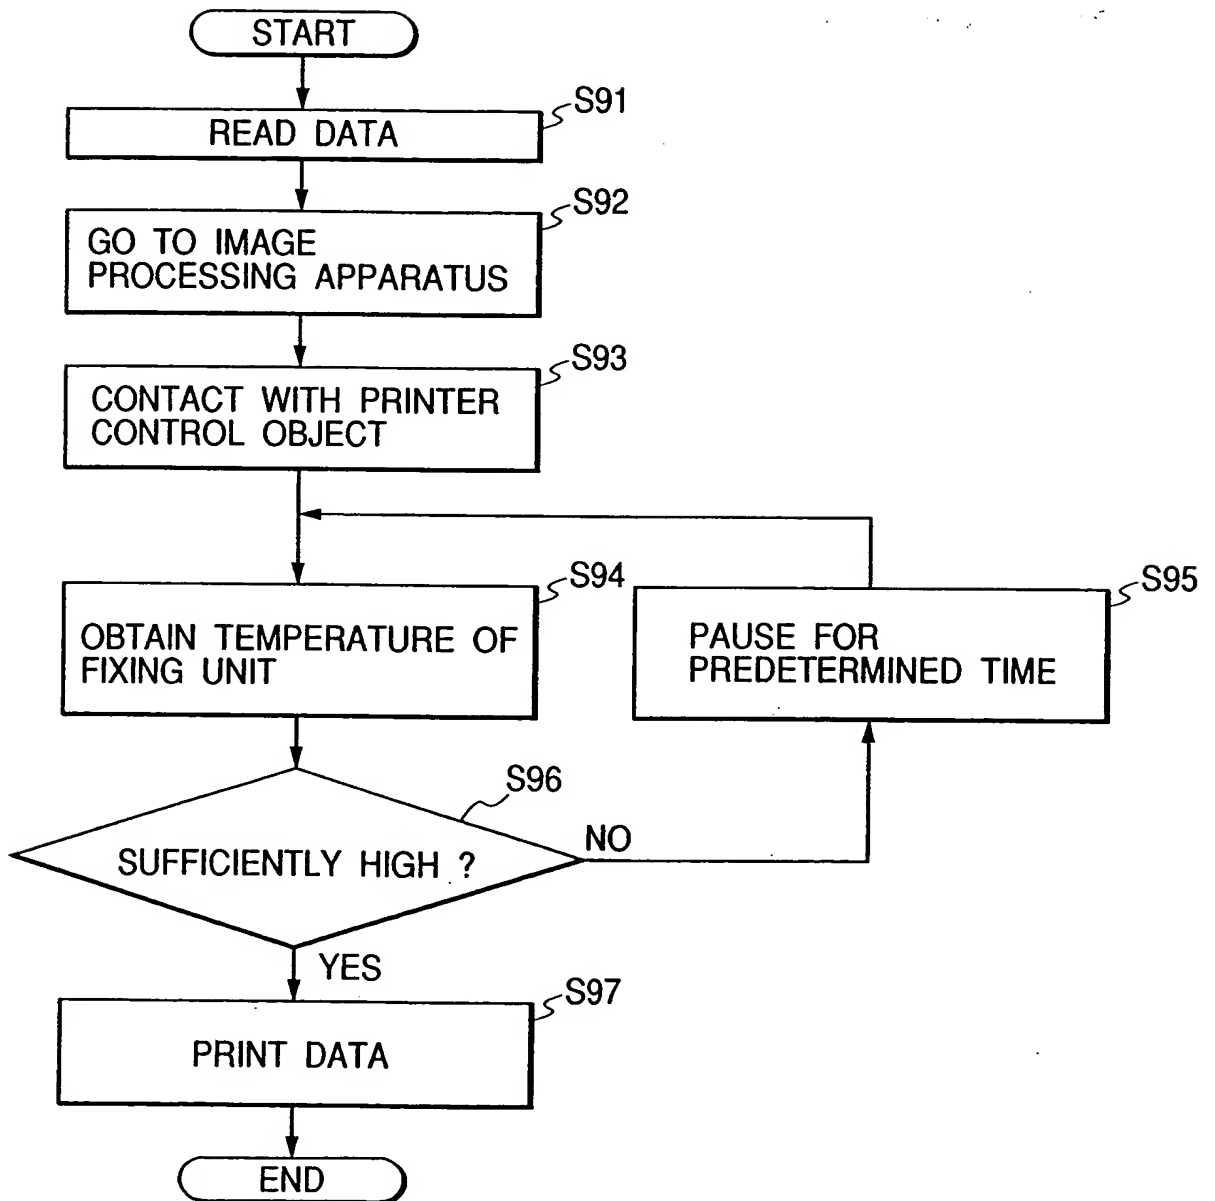 START
S91
READ DATA
S92
GO TO IMAGE
PROCESSING APPARATUS
S93
CONTACT WITH PRINTER
CONTROL OBJECT
S94
OBTAIN TEMPERATURE OF
FIXING UNIT
S95
PAUSE FOR
PREDETERMINED TIME
S96
SUFFICIENTLY HIGH ?
NO
YES
S97
PRINT DATA
END